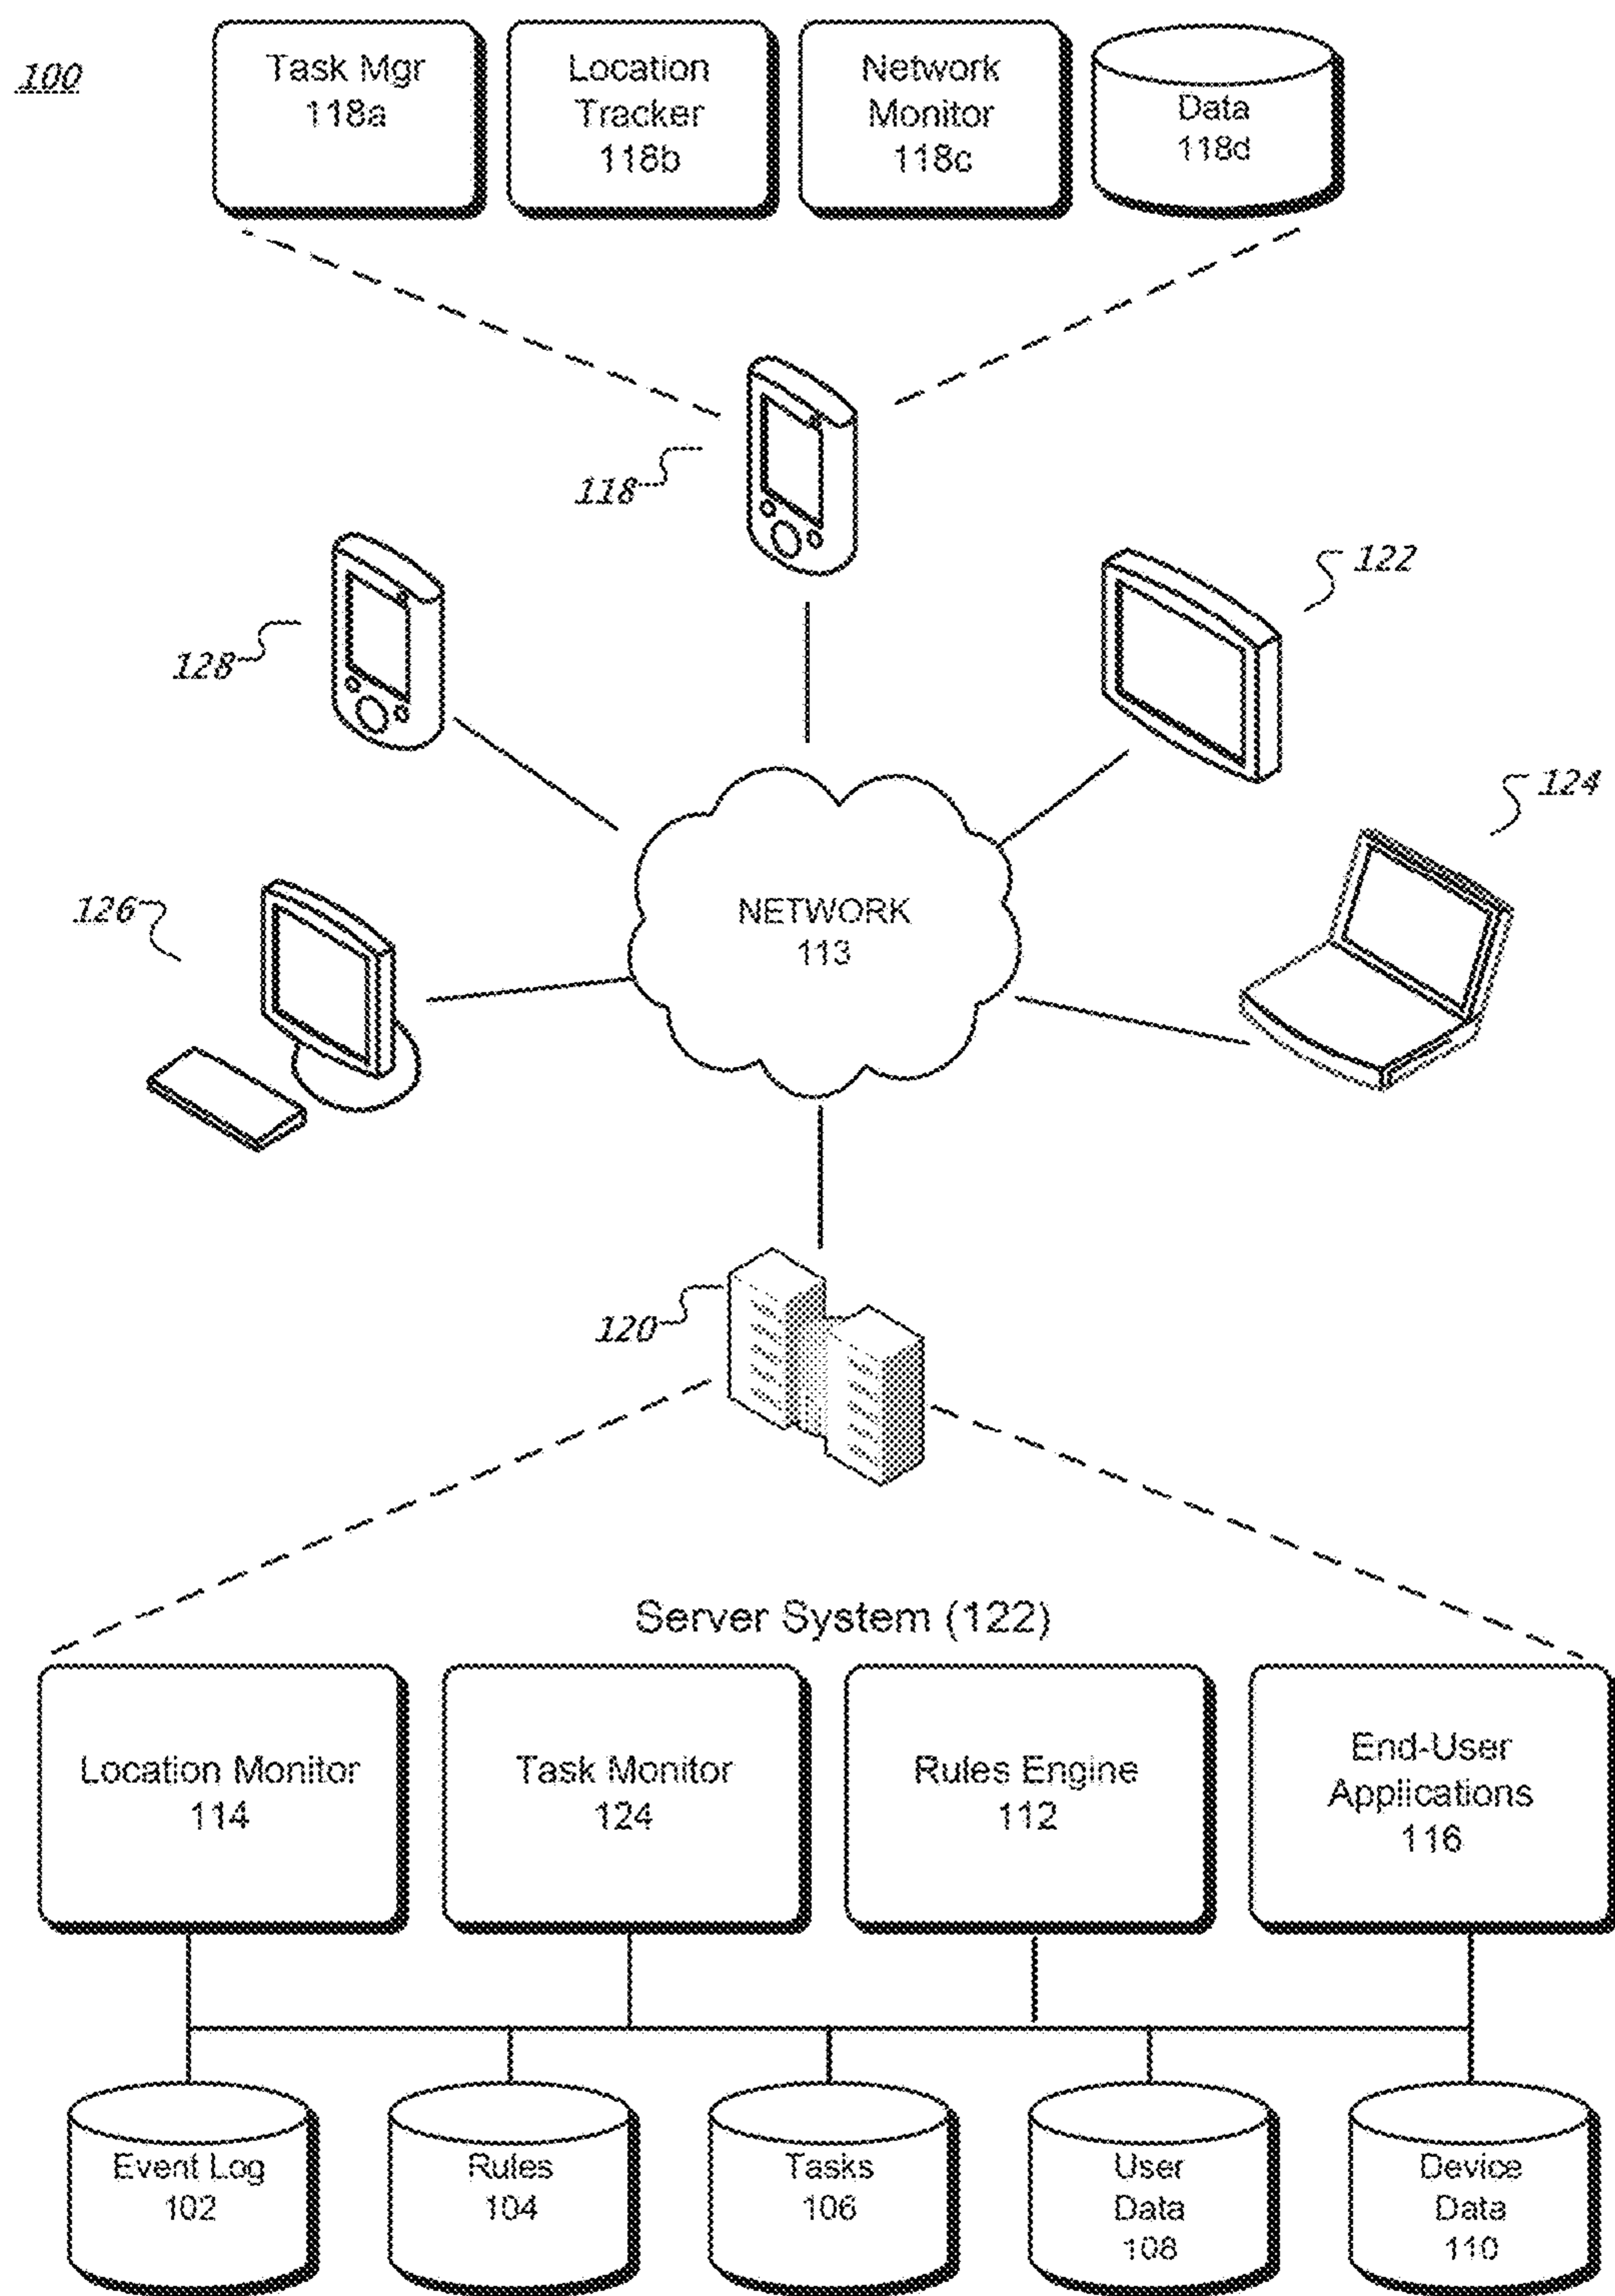 100
Task Mgr
118a
Location
Tracker
118b
Network
Monitor
118c
Data
118d
118
122
128
124
126
NETWORK
113
120
Server System (122)
Location Monitor
114
Task Monitor
124
Rules Engine
112
End-User
Applications
116
Event Log
102
Rules
104
Tasks
106
User
Data
108
Device
Data
110